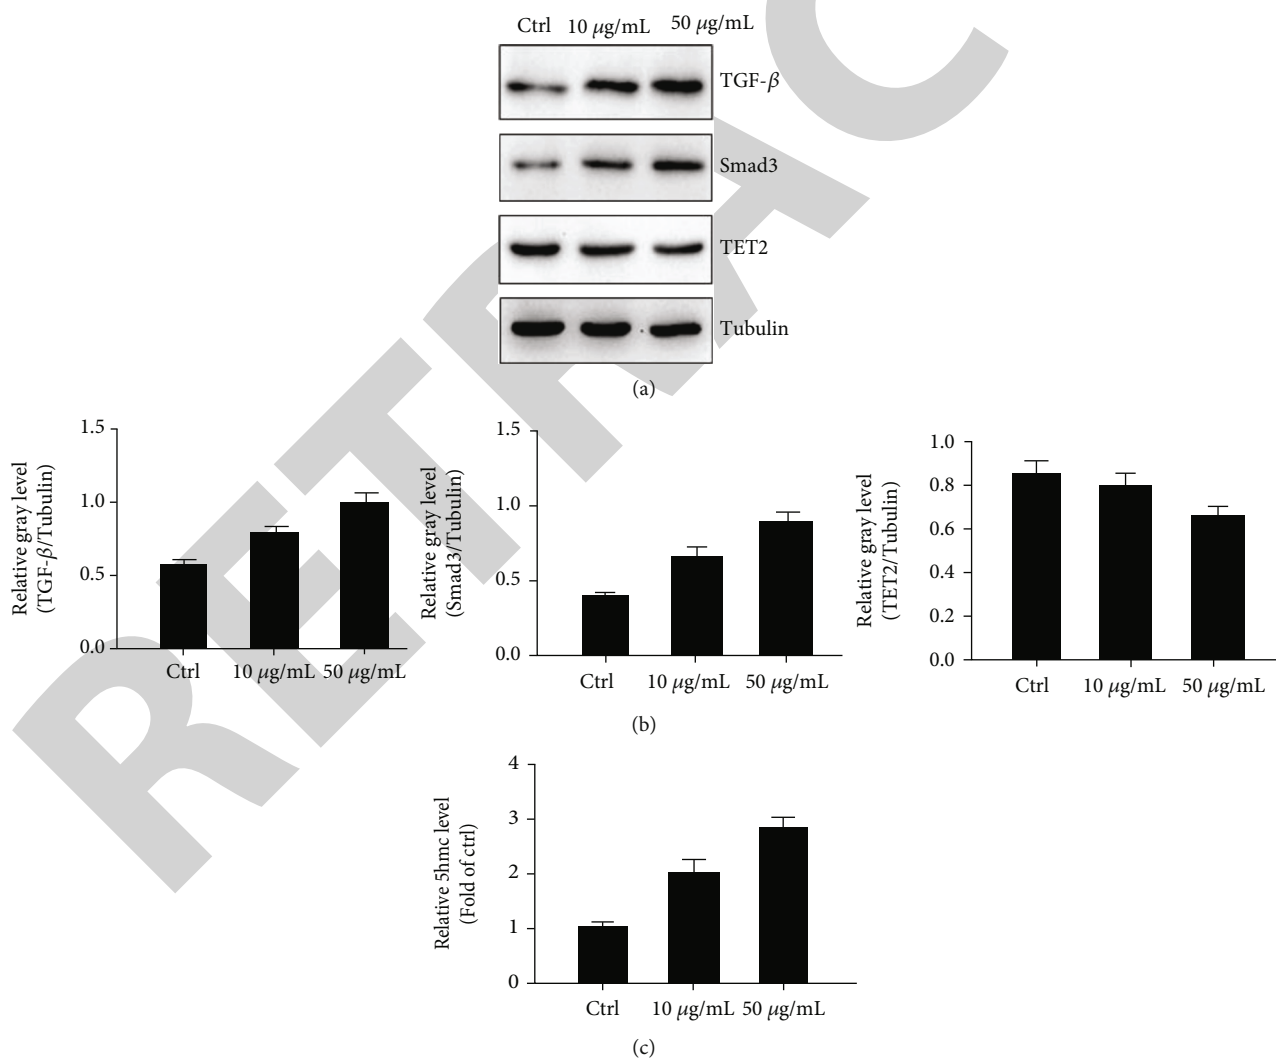 Ctrl 10 μg/mL 50 μg/mL
TGF-β
Smad3
TET2
Tubulin
(a)
Relative gray level
(TGF-β/Tubulin)
1.5
1.0
0.5
0.0
Ctrl 10 μg/mL 50 μg/mL
Relative gray level
(Smad3/Tubulin)
1.5
1.0
0.5
0.0
Ctrl 10 μg/mL 50 μg/mL
Relative gray level
(TET2/Tubulin)
1.0
0.8
0.6
0.4
0.2
0.0
Ctrl 10 μg/mL 50 μg/mL
(b)
Relative 5hmc level
(Fold of ctrl)
4
3
2
1
0
Ctrl 10 μg/mL 50 μg/mL
(c)
RETRAC